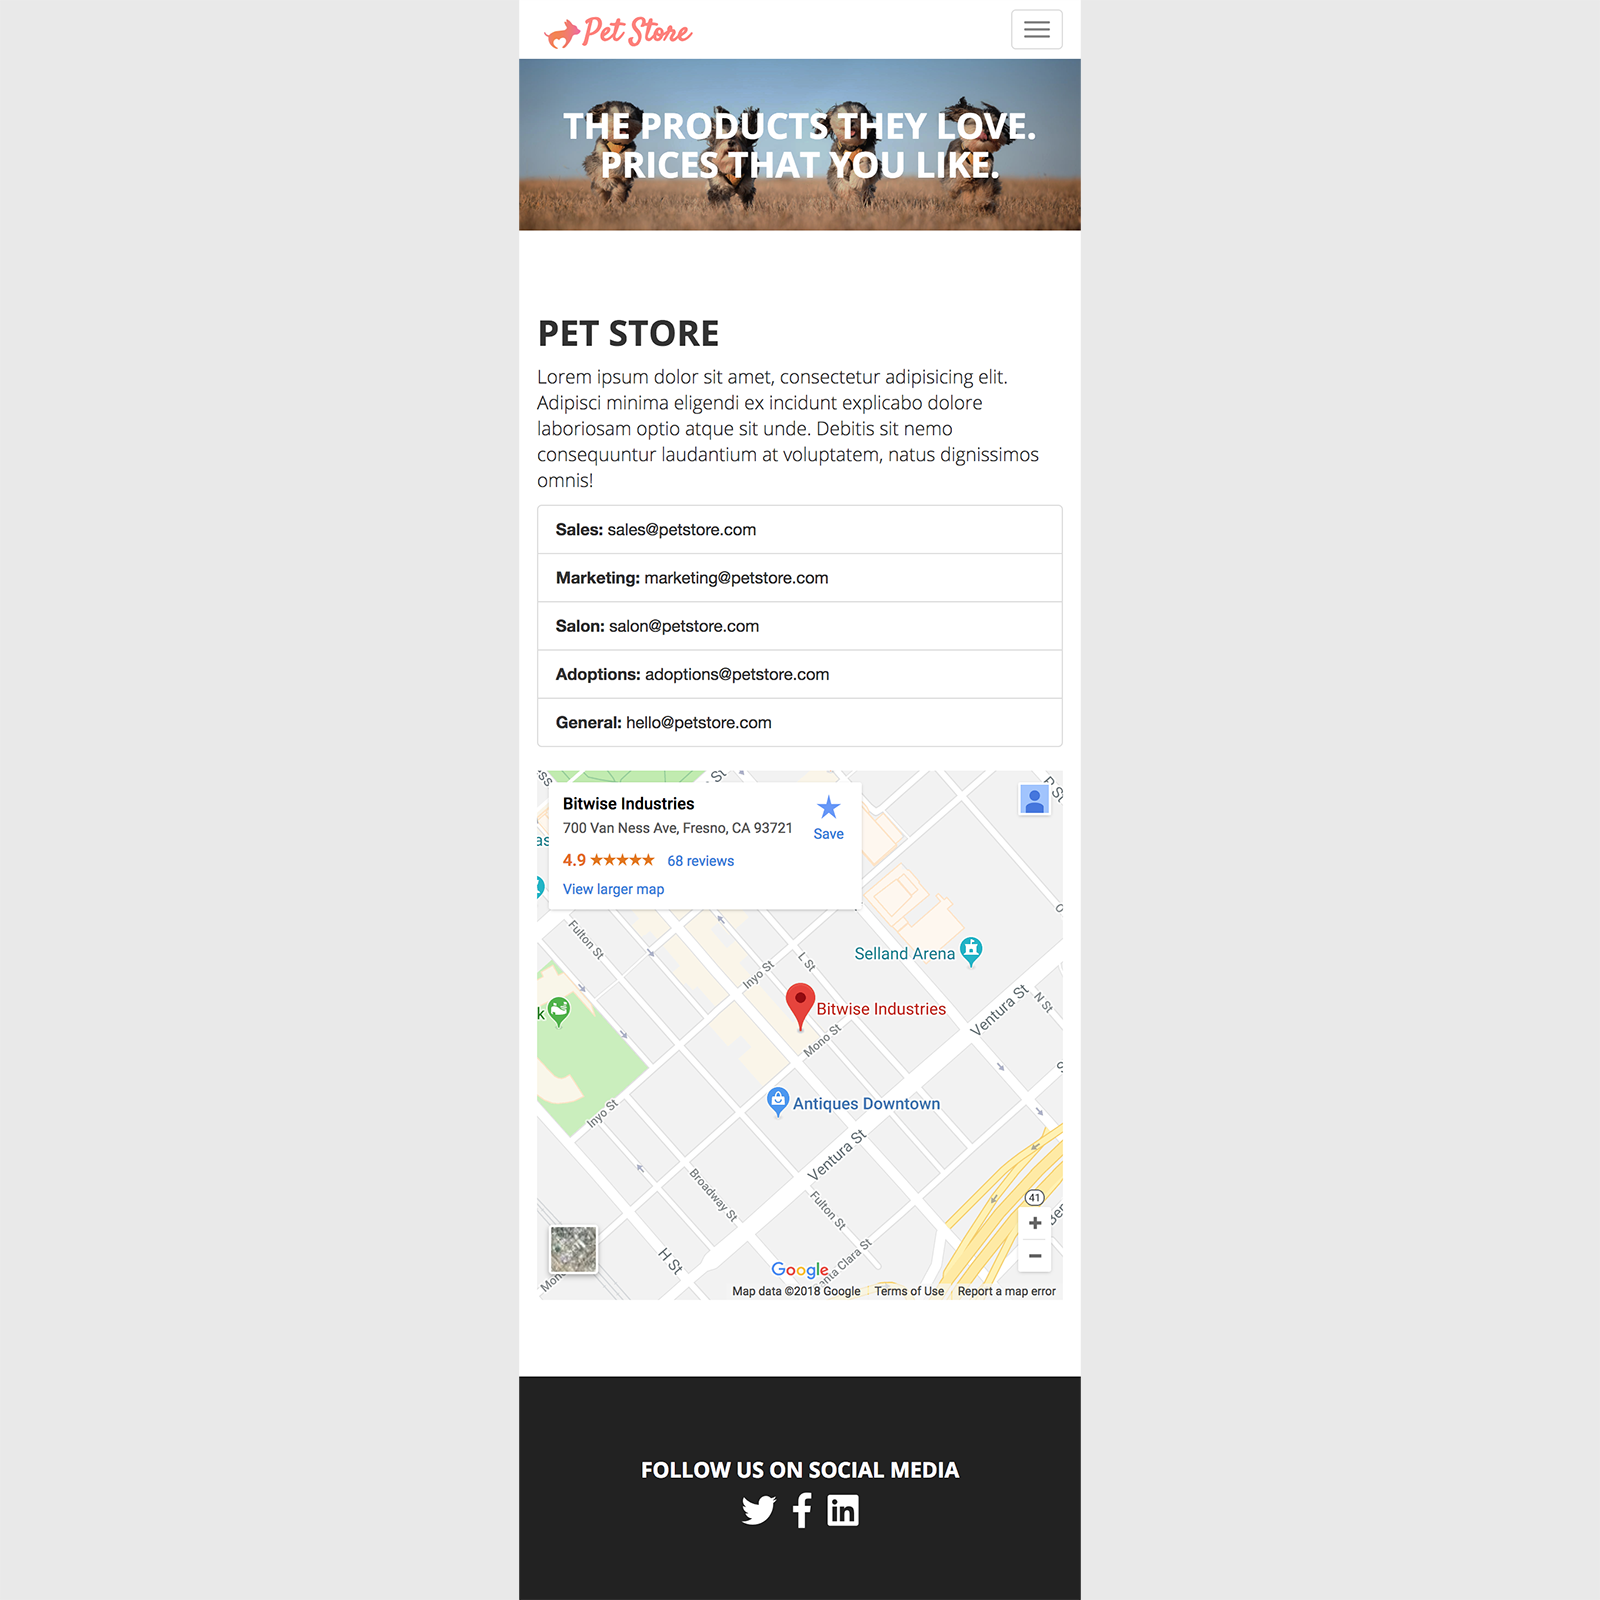 Pet Store
THE PRODUCTS THEY LOVE.
PRICES THAT YOU LIKE.
PET STORE
Lorem ipsum dolor sit amet, consectetur adipisicing elit.
Adipisci minima eligendi ex incidunt explicabo dolore
laboriosam optio atque sit unde. Debitis sit nemo
consequuntur laudantium at voluptatem, natus dignissimos
omnis!
Sales: sales@petstore.com
Marketing: marketing@petstore.com
Salon: salon@petstore.com
Adoptions: adoptions@petstore.com
General: hello@petstore.com
Bitwise Industries
700 Van Ness Ave, Fresno, CA 93721
Save
4.9
68 reviews
View larger map
Fulton St
L St
Inyo St
Selland Arena
Ventura St
N St
k
Bitwise Industries
Mono St
Antiques Downtown
Inyo St
Ventura St
Broadway St
Fulton St
41
H St
Google
Map data ©2018 Google
Terms of Use
Report a map error
FOLLOW US ON SOCIAL MEDIA
in